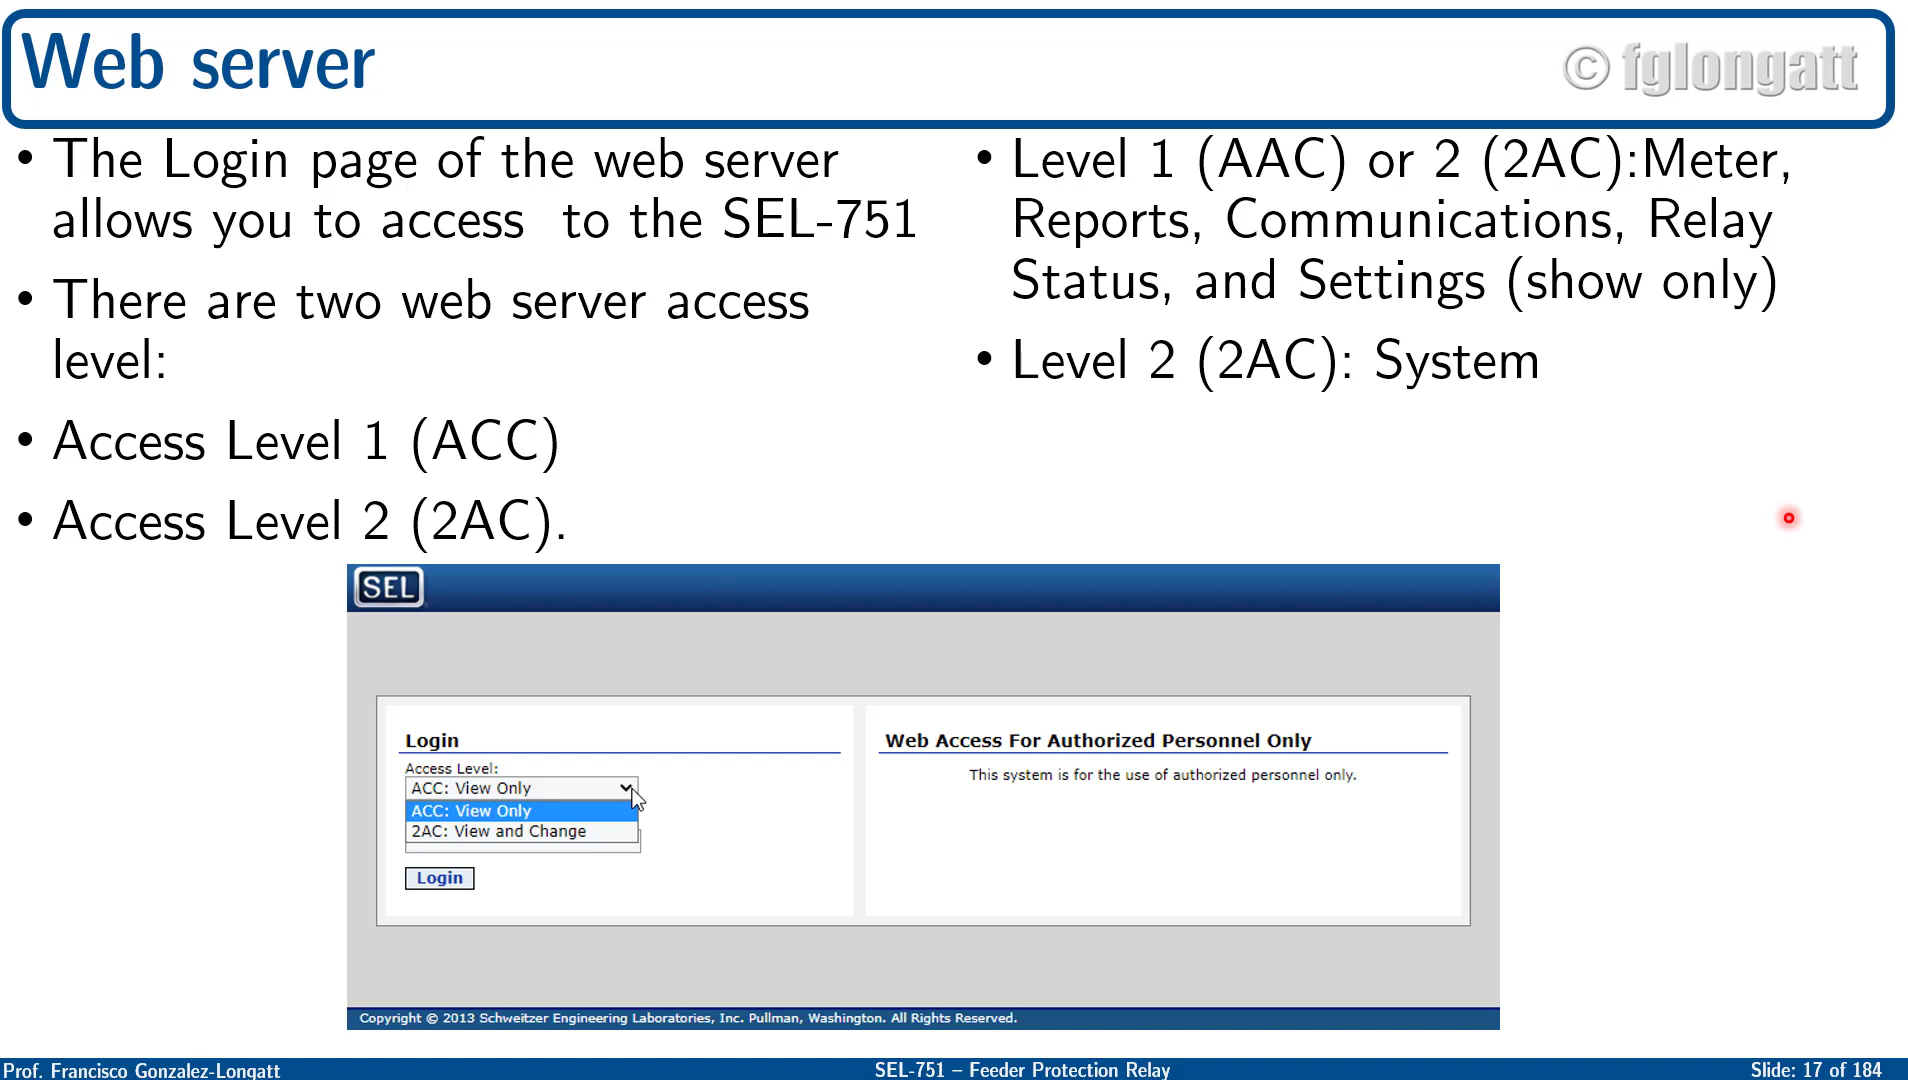 Web server
© fglongatt
• The Login page of the web server
allows you to access to the SEL-751
• There are two web server access
level:
• Access Level 1 (ACC)
• Access Level 2 (2AC).
• Level 1 (AAC) or 2 (2AC):Meter,
Reports, Communications, Relay
Status, and Settings (show only)
• Level 2 (2AC): System
SEL
Login
Access Level:
ACC: View Only
ACC: View Only
2AC: View and Change
Login
Web Access For Authorized Personnel Only
This system is for the use of authorized personnel only.
Copyright © 2013 Schweitzer Engineering Laboratories, Inc. Pullman, Washington. All Rights Reserved.
Prof. Francisco Gonzalez-Longatt
SEL-751 – Feeder Protection Relay
Slide: 17 of 184